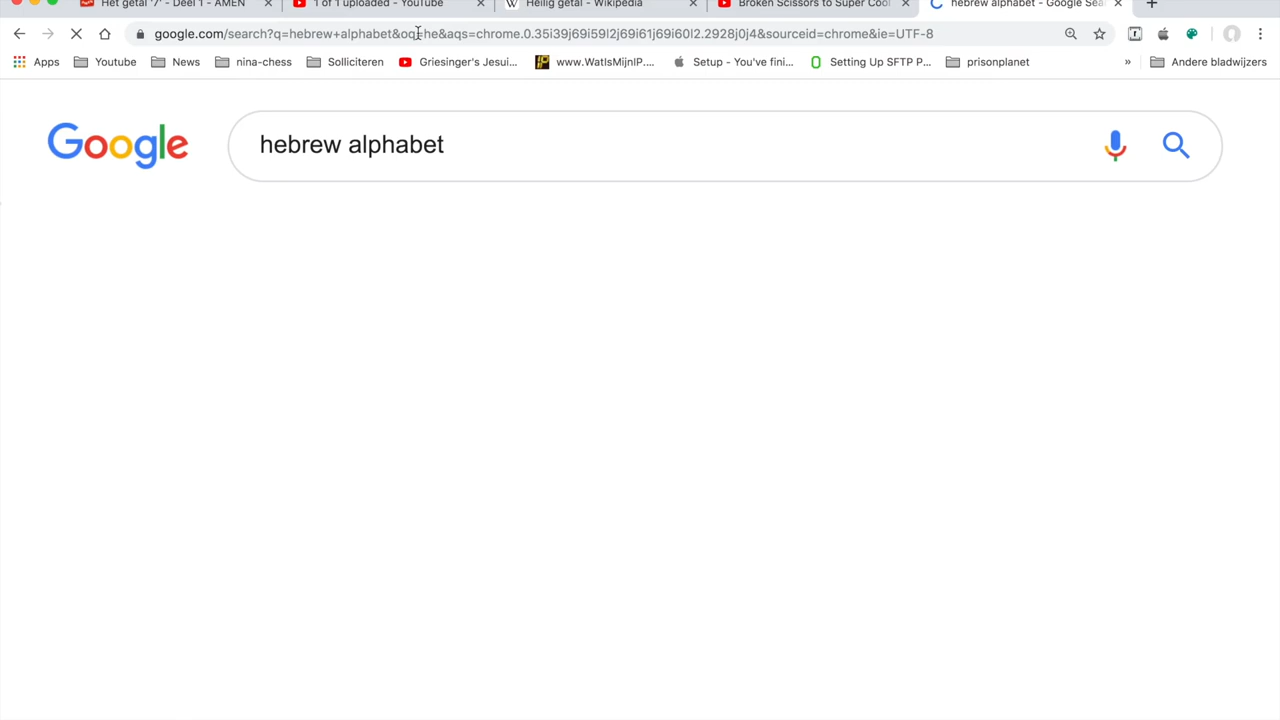 Het getal '7' - Deel 1 - AMEN
1 of 1 uploaded - YouTube
Heilig getal - Wikipedia
Broken Scissors to Super Cool
hebrew alphabet - Google Sea
google.com/search?q=hebrew+alphabet&oq=he&aqs=chrome.0.35i39j69i59l2j69i61j69i60l2.2928j0j4&sourceid=chrome&ie=UTF-8
Apps
Youtube
News
nina-chess
Solliciteren
Griesinger's Jesui...
www.WatIsMijnIP....
Setup - You've fini...
Setting Up SFTP P...
prisonplanet
»
Andere bladwijzers
Google
hebrew alphabet